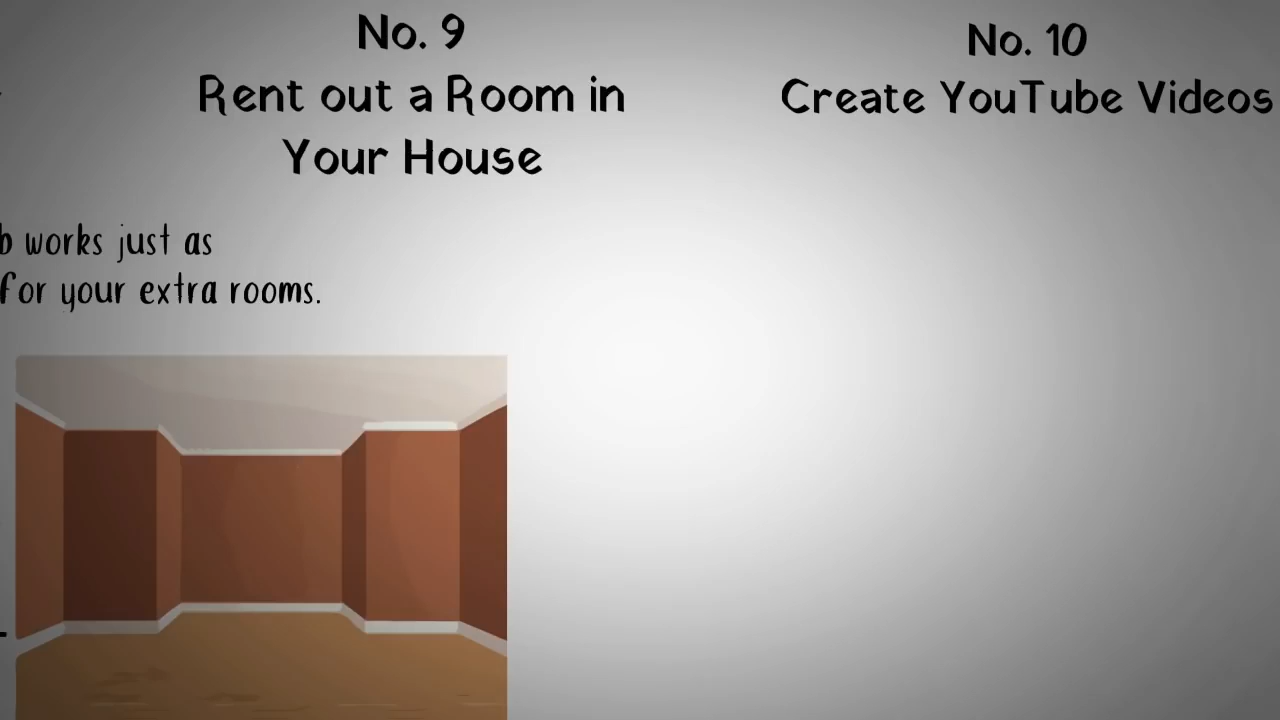 No. 9
Rent out a Room in
Your House
works just as
for your extra rooms.
No. 10
Create YouTube Videos